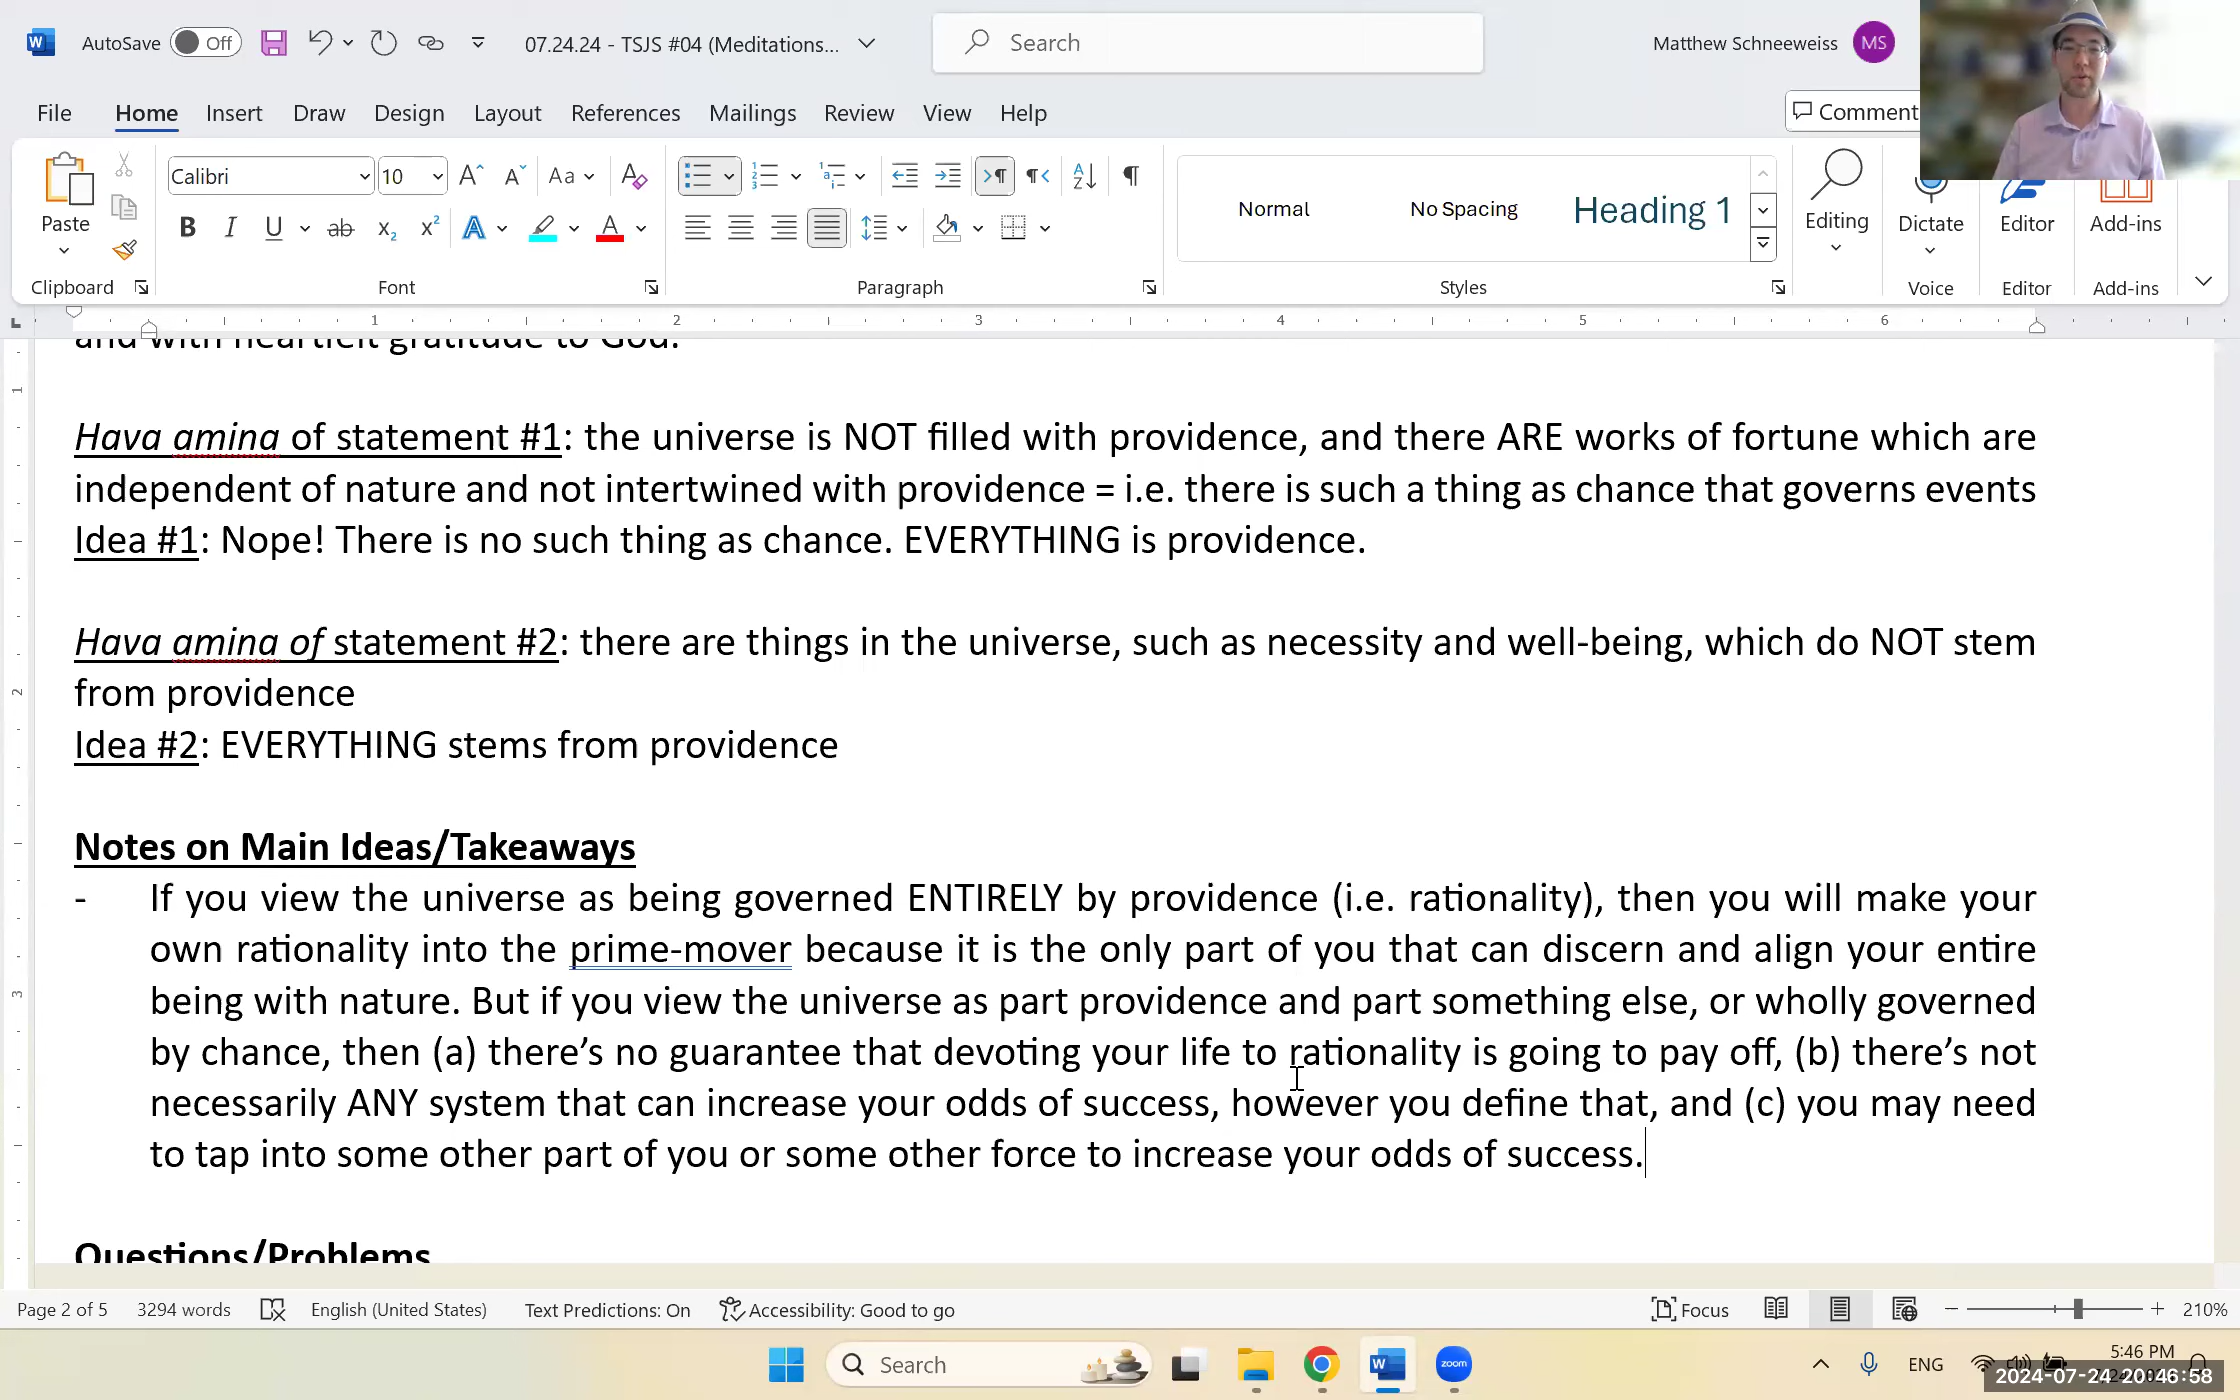 AutoSave Off 07.24.24 - TSJS #04 (Meditations... Search Matthew Schneeweiss MS
File Home Insert Draw Design Layout References Mailings Review View Help Comment
Paste Calibri 10 Normal No Spacing Heading 1 Editing Dictate Editor Add-ins
Clipboard Font Paragraph Styles Voice Editor Add-ins
1 2 3 4 5 6
and with heartfelt gratitude to God.
Hava amina of statement #1: the universe is NOT filled with providence, and there ARE works of fortune which are
independent of nature and not intertwined with providence = i.e. there is such a thing as chance that governs events
Idea #1: Nope! There is no such thing as chance. EVERYTHING is providence.
Hava amina of statement #2: there are things in the universe, such as necessity and well-being, which do NOT stem
from providence
Idea #2: EVERYTHING stems from providence
Notes on Main Ideas/Takeaways
- If you view the universe as being governed ENTIRELY by providence (i.e. rationality), then you will make your
own rationality into the prime-mover because it is the only part of you that can discern and align your entire
being with nature. But if you view the universe as part providence and part something else, or wholly governed
by chance, then (a) there’s no guarantee that devoting your life to rationality is going to pay off, (b) there’s not
necessarily ANY system that can increase your odds of success, however you define that, and (c) you may need
to tap into some other part of you or some other force to increase your odds of success.
Questions/Problems
Page 2 of 5 3294 words English (United States) Text Predictions: On Accessibility: Good to go Focus 210%
Search zoom ENG 5:46 PM
2024-07-24 20:46:58